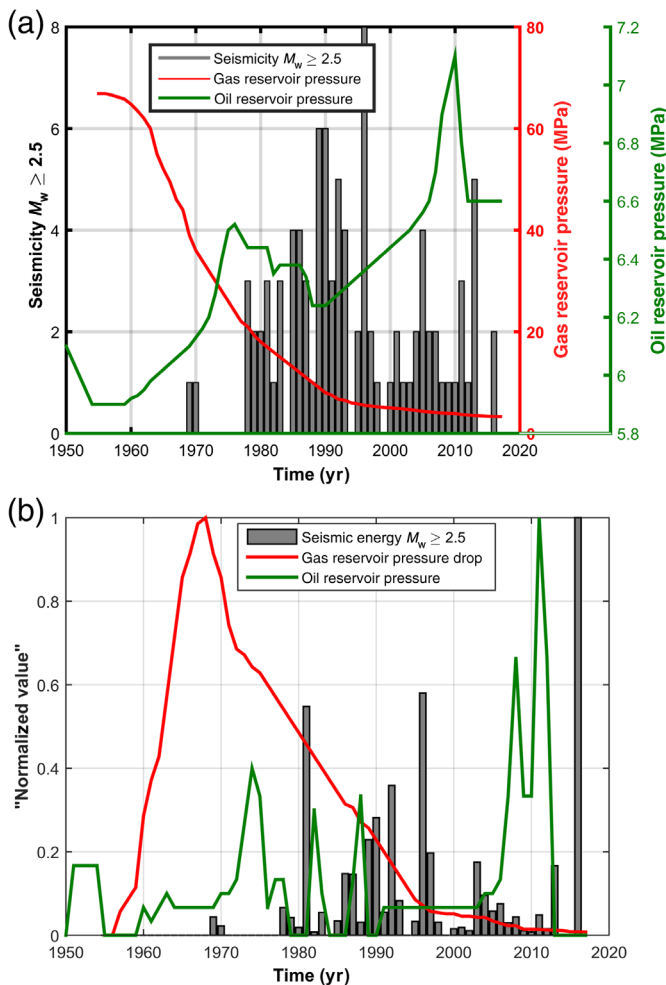 (a)
8
6
4
2
0
Seismicity Mw ≥ 2.5
Seismicity Mw ≥ 2.5
Gas reservoir pressure
Oil reservoir pressure
80
60
40
20
0
Gas reservoir pressure (MPa)
7.2
7
6.8
6.6
6.4
6.2
6
5.8
Oil reservoir pressure (MPa)
1950 1960 1970 1980 1990 2000 2010 2020
Time (yr)
(b)
1
0.8
0.6
0.4
0.2
0
"Normalized value"
Seismic energy Mw ≥ 2.5
Gas reservoir pressure drop
Oil reservoir pressure
1950 1960 1970 1980 1990 2000 2010 2020
Time (yr)